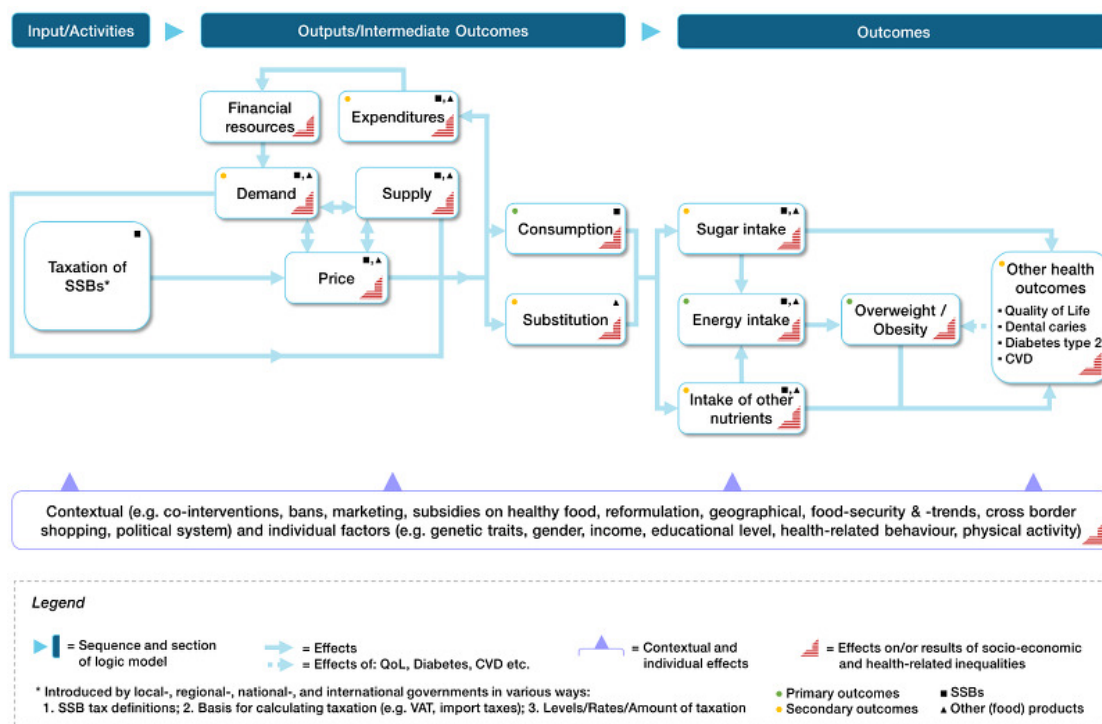 Input/Activities
Outputs/Intermediate Outcomes
Outcomes
Financial
resources
Expenditures
Demand
Supply
Taxation of
SSBs*
Price
Consumption
Substitution
Sugar intake
Energy intake
Intake of other
nutrients
Overweight /
Obesity
Other health
outcomes
▪ Quality of Life
▪ Dental caries
▪ Diabetes type 2
▪ CVD
Contextual (e.g. co-interventions, bans, marketing, subsidies on healthy food, reformulation, geographical, food-security & -trends, cross border
shopping, political system) and individual factors (e.g. genetic traits, gender, income, educational level, health-related behaviour, physical activity)
Legend
= Sequence and section
of logic model
= Effects
= Effects of: QoL, Diabetes, CVD etc.
= Contextual and
individual effects
= Effects on/or results of socio-economic
and health-related inequalities
* Introduced by local-, regional-, national-, and international governments in various ways:
1. SSB tax definitions; 2. Basis for calculating taxation (e.g. VAT, import taxes); 3. Levels/Rates/Amount of taxation
Primary outcomes
Secondary outcomes
SSBs
Other (food) products